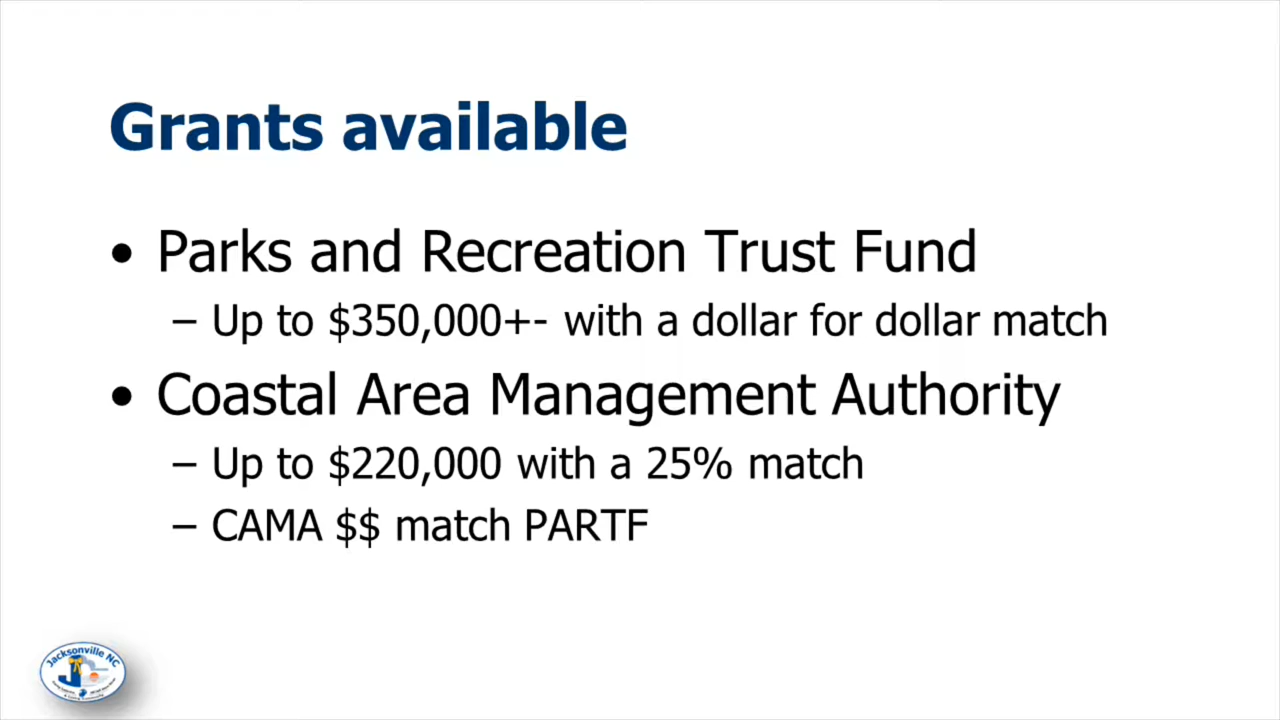 Grants available
• Parks and Recreation Trust Fund
– Up to $350,000+- with a dollar for dollar match
• Coastal Area Management Authority
– Up to $220,000 with a 25% match
– CAMA $$ match PARTF
Jacksonville NC